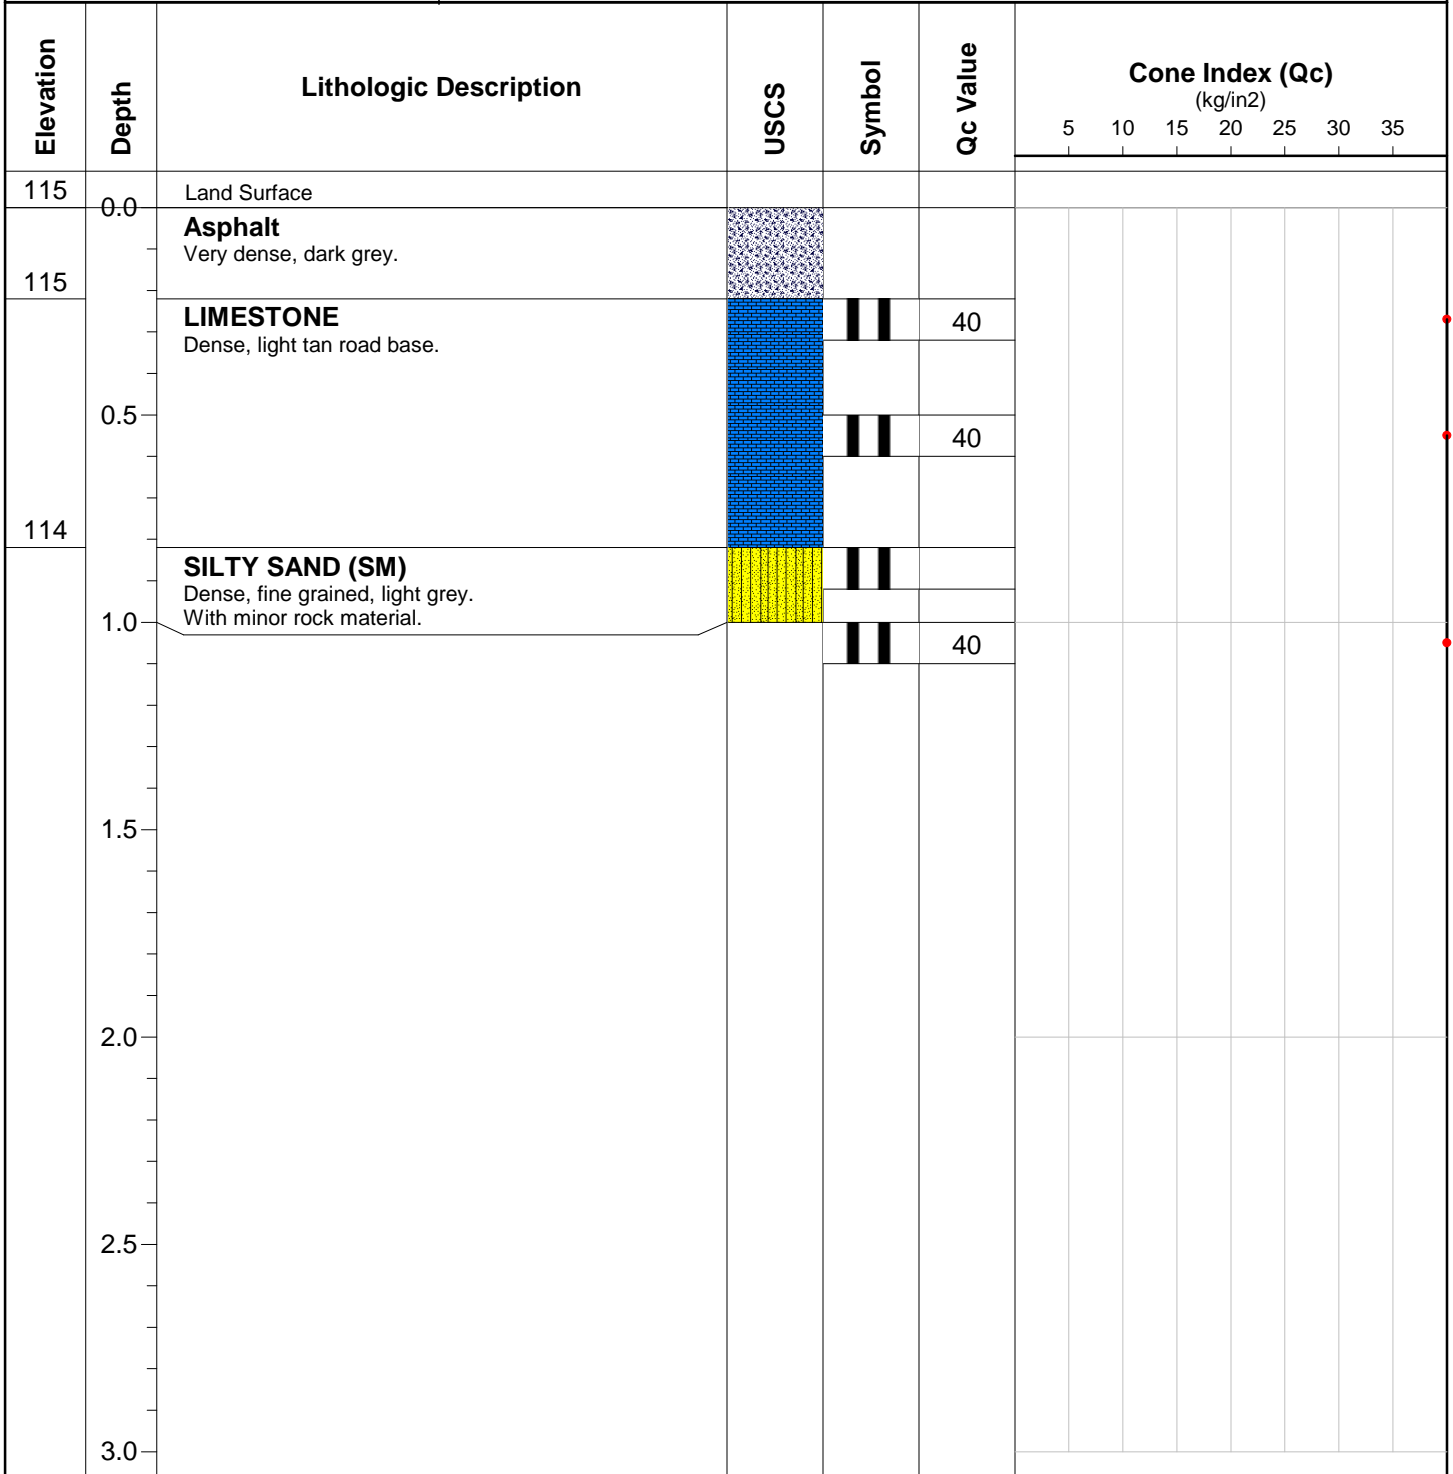 Elevation
Depth
Lithologic Description
USCS
Symbol
Qc Value
Cone Index (Qc)
(kg/in2)
5 10 15 20 25 30 35
115 Land Surface
0.0
Asphalt
Very dense, dark grey.
115
LIMESTONE
40
Dense, light tan road base.
0.5
40
114
SILTY SAND (SM)
Dense, fine grained, light grey.
With minor rock material.
1.0
40
1.5
2.0
2.5
3.0